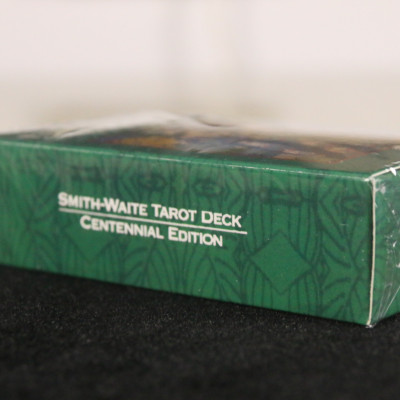 SMITH-WAITE TAROT DECK
CENTENNIAL EDITION